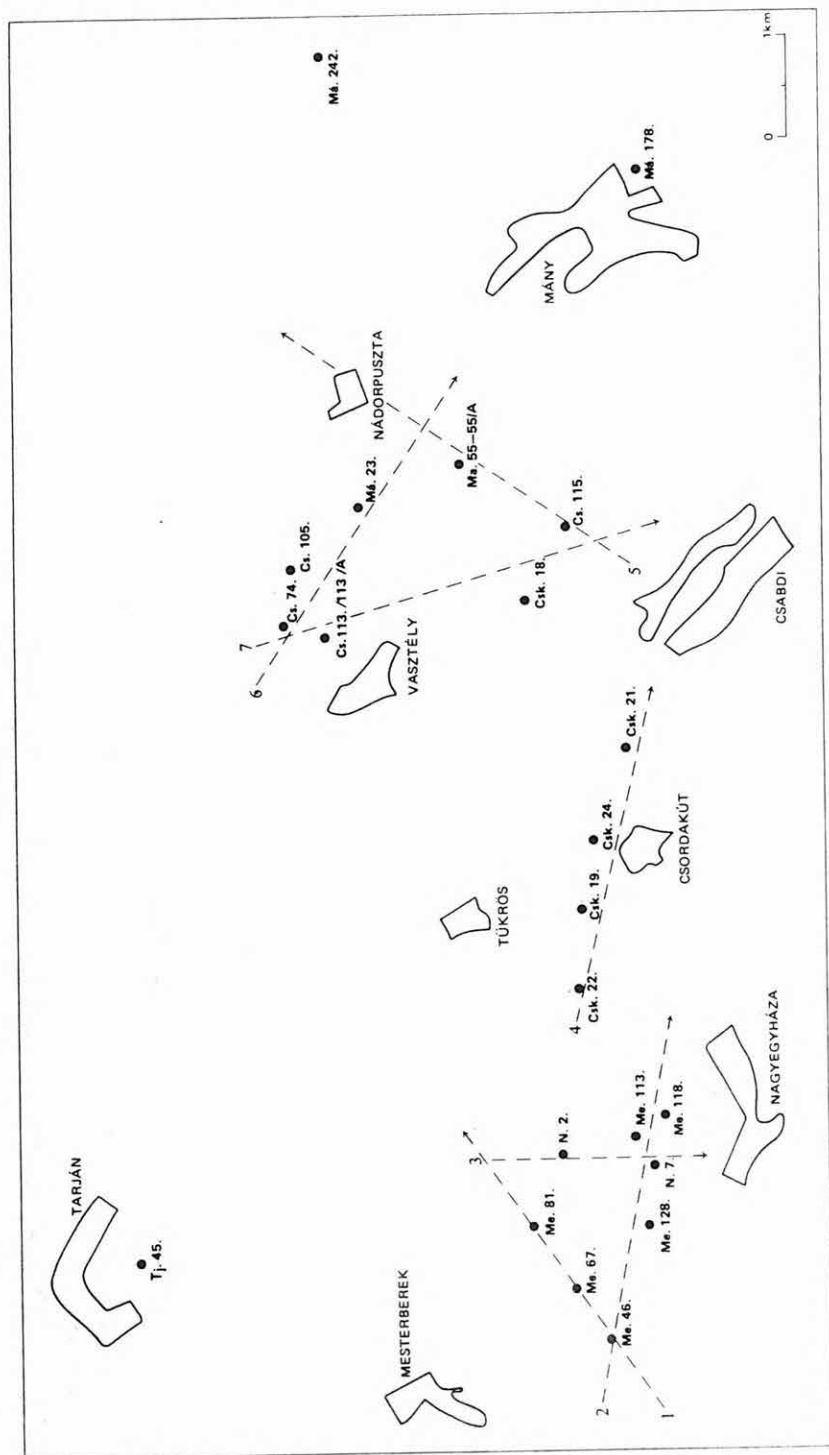 TARJÁN
Tj. 45.
MESTERBEREK
Me. 46.
Me. 67.
Me. 81.
N. 2.
Me. 128.
N. 7.
Me. 113.
Me. 118.
NAGYEGYHÁZA
1
2
3
TÜKRÖS
4
Csk. 22.
Csk. 19.
Csk. 24.
Csk. 21.
CSORDAKÚT
7
6
Cs. 74.
Cs. 105.
Cs. 113./113/A
VASZTÉLY
Má. 23.
NÁDORPUSZTA
Ma. 55–55/A
Cs. 115.
Csk. 18.
5
CSABDI
MÁNY
Má. 178.
Má. 242.
0
1km